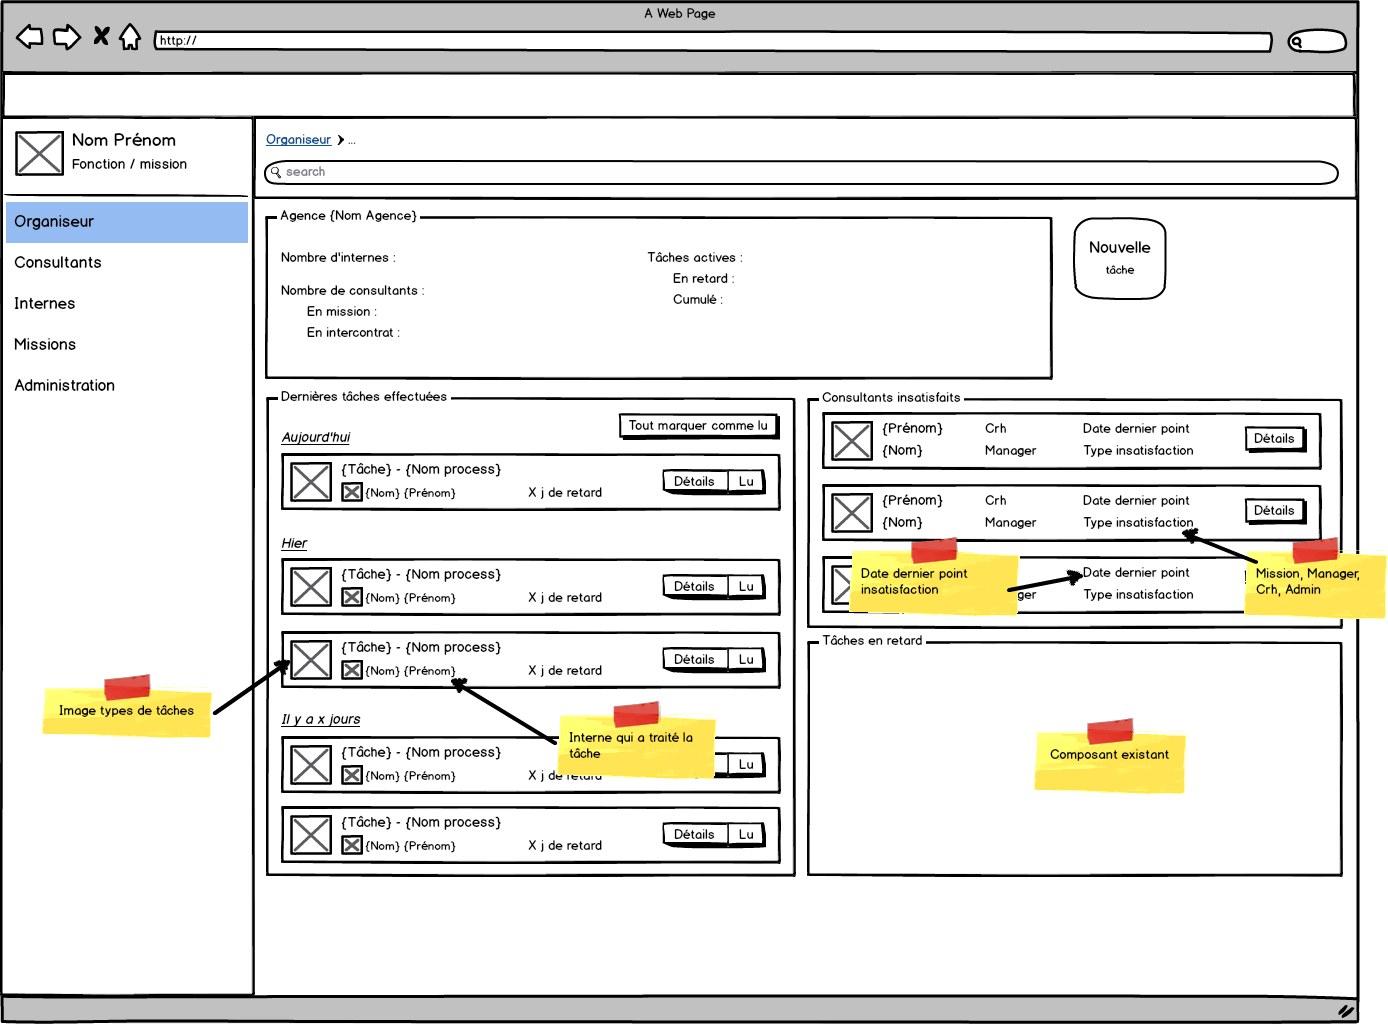 A Web Page
http://
Nom Prénom
Fonction / mission
Organiseur
Consultants
Internes
Missions
Administration
Organiseur > ...
search
Agence {Nom Agence}
Nombre d'internes :
Nombre de consultants :
En mission :
En intercontrat :
Tâches actives :
En retard :
Cumulé :
Nouvelle
tâche
Dernières tâches effectuées
Tout marquer comme lu
Aujourd'hui
{Tâche} - {Nom process}
{Nom} {Prénom} X j de retard
Détails Lu
Hier
{Tâche} - {Nom process}
{Nom} {Prénom} X j de retard
Détails Lu
{Tâche} - {Nom process}
{Nom} {Prénom} X j de retard
Détails Lu
Image types de tâches
Interne qui a traité la
tâche
Il y a x jours
{Tâche} - {Nom process}
{Nom} {Prénom} X j de retard
Lu
{Tâche} - {Nom process}
{Nom} {Prénom} X j de retard
Détails Lu
Consultants insatisfaits
{Prénom} Crh Date dernier point
{Nom} Manager Type insatisfaction
Détails
{Prénom} Crh Date dernier point
{Nom} Manager Type insatisfaction
Détails
Date dernier point
insatisfaction
Date dernier point
ger Type insatisfaction
Mission, Manager,
Crh, Admin
Tâches en retard
Composant existant